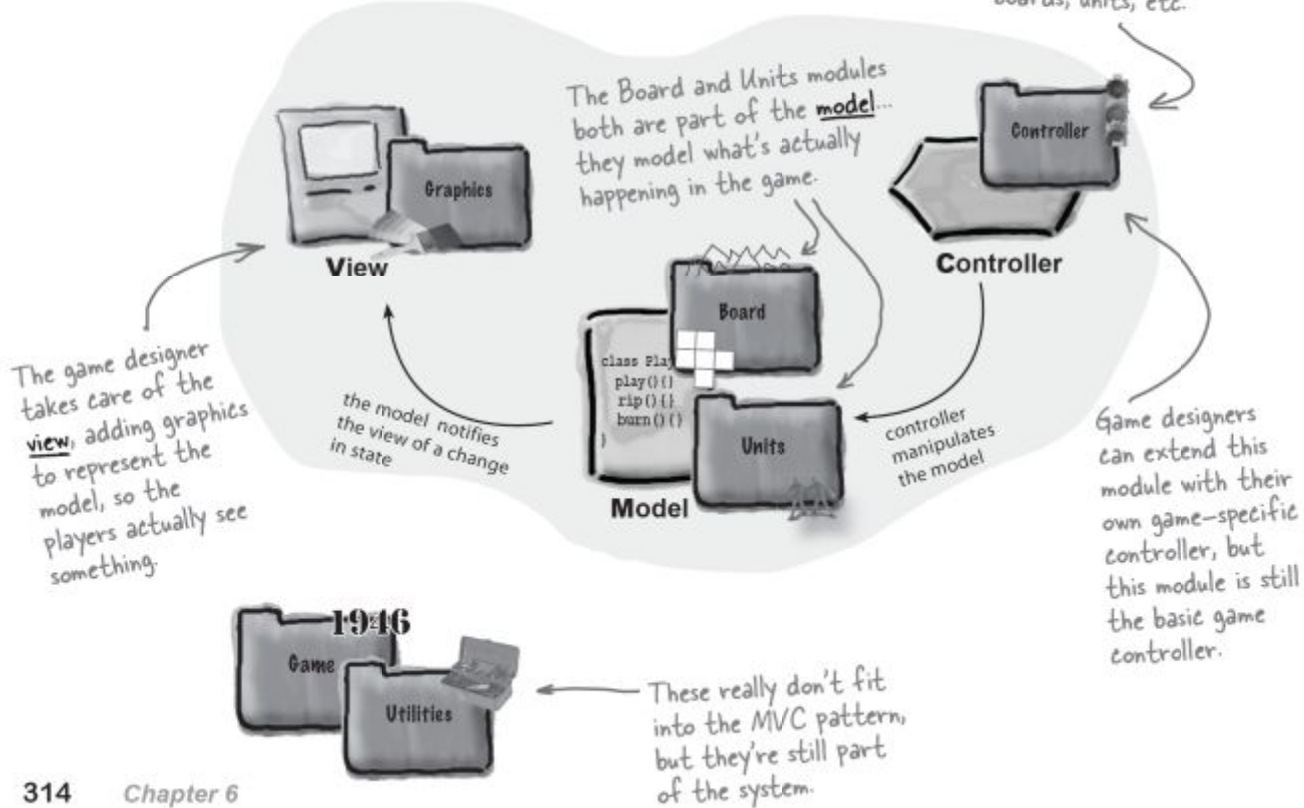 boards, units, etc.
The Board and Units modules
both are part of the model...
they model what's actually
happening in the game.
Controller
Graphics
View
Controller
Board
class Play
play(){}
rip(){}
burn(){}
}
Units
Model
The game designer
takes care of the
view, adding graphics
to represent the
model, so the
players actually see
something.
the model notifies
the view of a change
in state
controller
manipulates
the model
Game designers
can extend this
module with their
own game-specific
controller, but
this module is still
the basic game
controller.
1946
Game
Utilities
These really don't fit
into the MVC pattern,
but they're still part
of the system.
314 Chapter 6